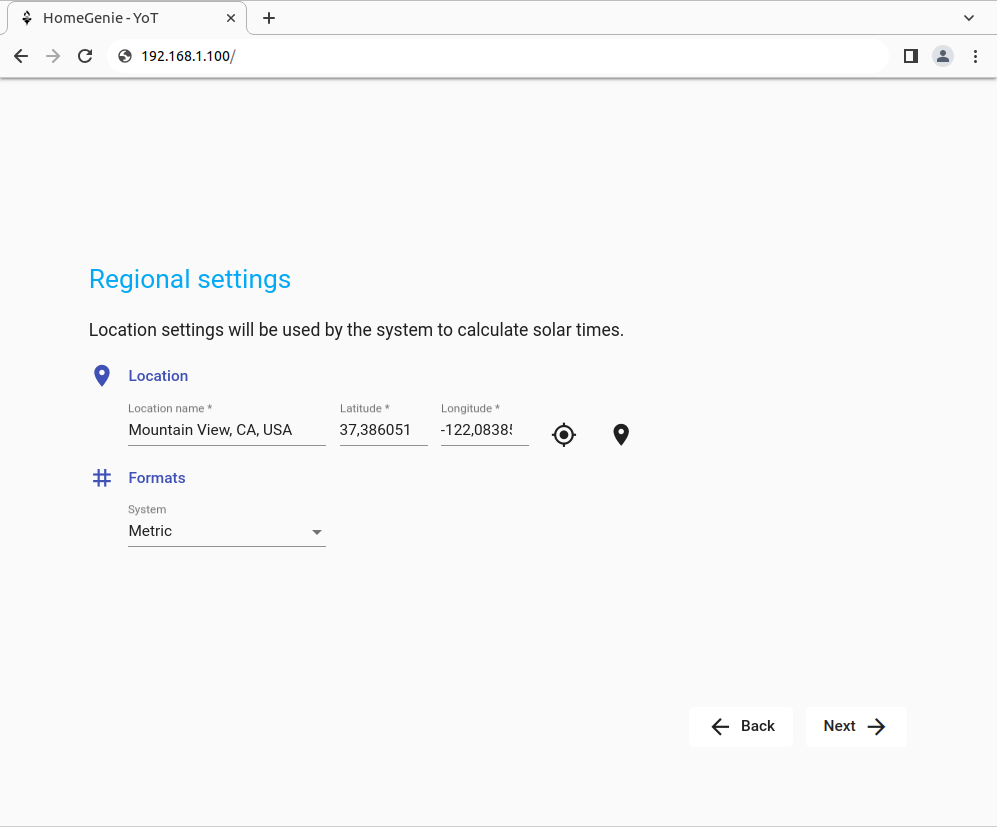 HomeGenie - YoT
192.168.1.100/
Regional settings
Location settings will be used by the system to calculate solar times.
Location
Location name * Latitude * Longitude *
Mountain View, CA, USA 37,386051 -122,0838
Formats
System
Metric
Back Next